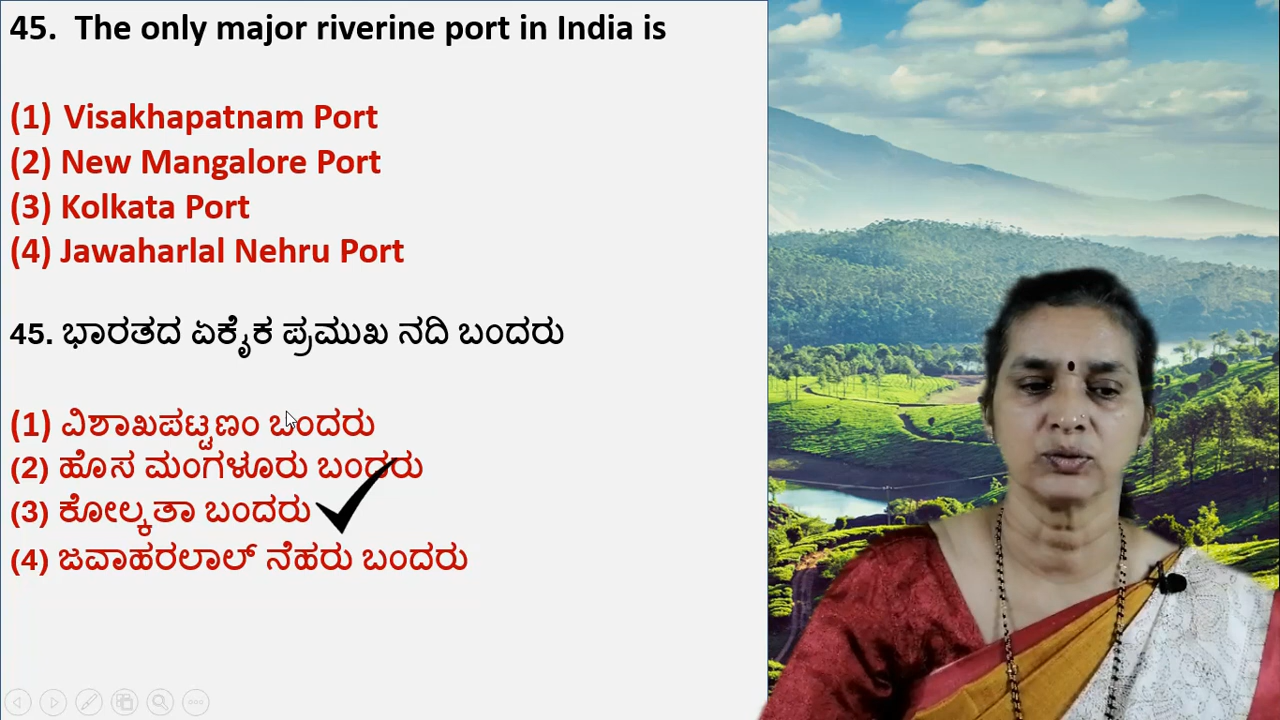 45. The only major riverine port in India is
(1) Visakhapatnam Port
(2) New Mangalore Port
(3) Kolkata Port
(4) Jawaharlal Nehru Port
45. ಭಾರತದ ಏಕೈಕ ಪ್ರಮುಖ ನದಿ ಬಂದರು
(1) ವಿಶಾಖಪಟ್ಟಣಂ ಬಂದರು
(2) ಹೊಸ ಮಂಗಳೂರು ಬಂದರು
(3) ಕೋಲ್ಕತಾ ಬಂದರು
(4) ಜವಾಹರಲಾಲ್ ನೆಹರು ಬಂದರು